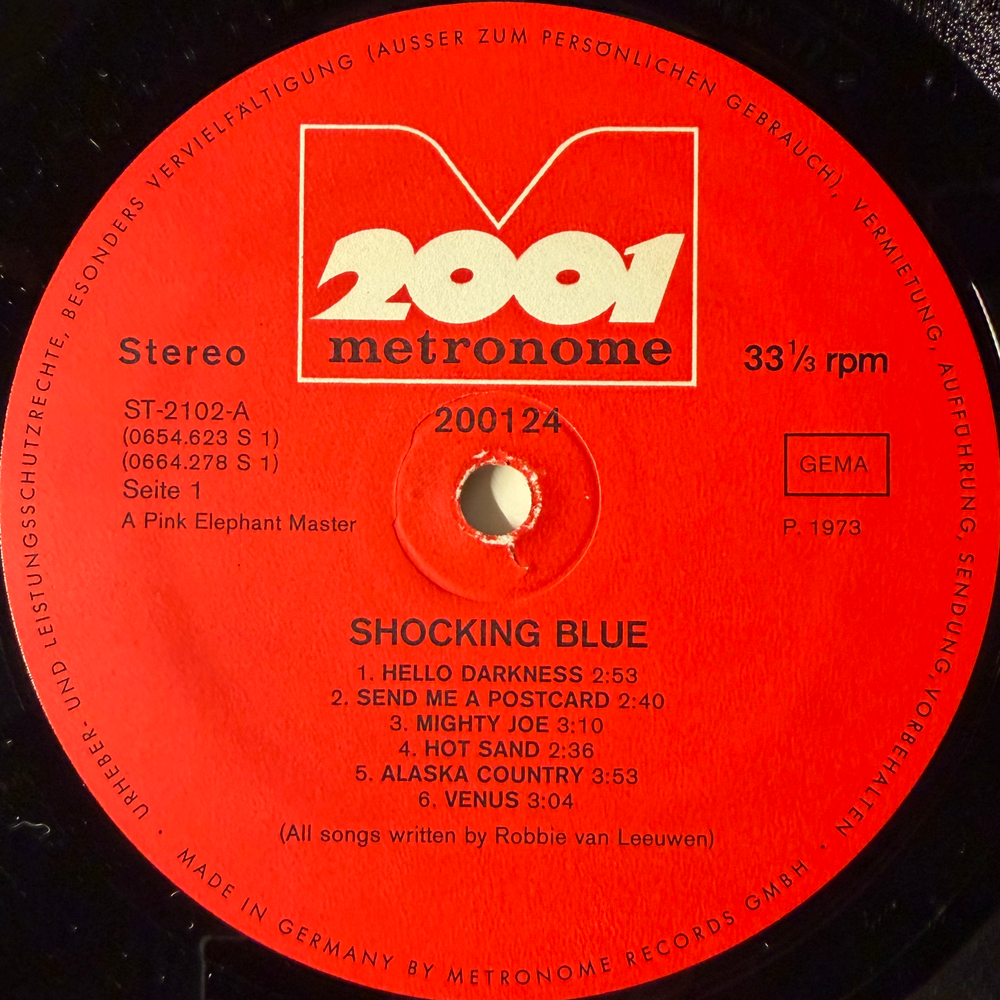 URHEBER- UND LEISTUNGSSCHUTZRECHTE, BESONDERS VERVIELFÄLTIGUNG (AUSSER ZUM PERSÖNLICHEN GEBRAUCH), VERMIETUNG, AUFFÜHRUNG, SENDUNG, VORBEHALTEN
2001
metronome
Stereo
33⅓ rpm
200124
ST-2102-A
(0654.623 S 1)
(0664.278 S 1)
Seite 1
A Pink Elephant Master
GEMA
P. 1973
SHOCKING BLUE
1. HELLO DARKNESS 2:53
2. SEND ME A POSTCARD 2:40
3. MIGHTY JOE 3:10
4. HOT SAND 2:36
5. ALASKA COUNTRY 3:53
6. VENUS 3:04
(All songs written by Robbie van Leeuwen)
· MADE IN GERMANY BY METRONOME RECORDS GMBH ·